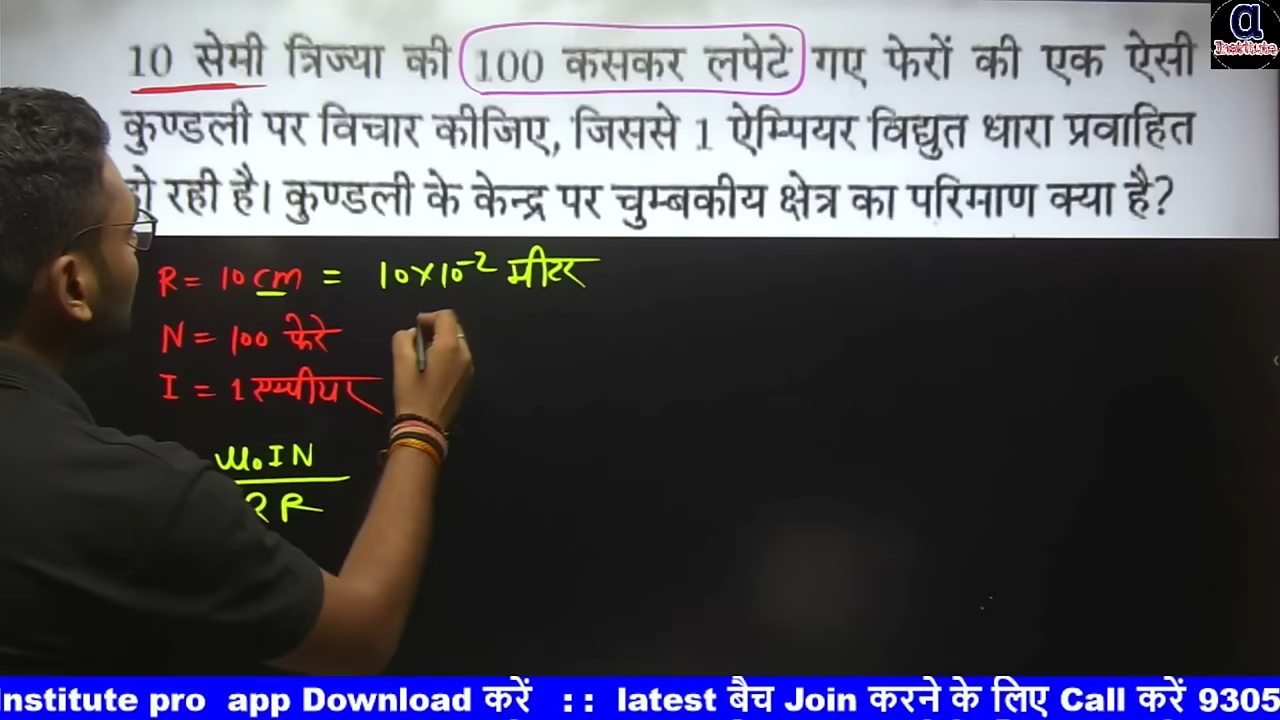 a
Institute
10 सेमी त्रिज्या की 100 कसकर लपेटे गए फेरों की एक ऐसी
कुण्डली पर विचार कीजिए, जिससे 1 ऐम्पियर विद्युत धारा प्रवाहित
हो रही है। कुण्डली के केन्द्र पर चुम्बकीय क्षेत्र का परिमाण क्या है?
R = 10 cm = 10×10⁻² मीटर
N = 100 फेरे
I = 1 एम्पीयर
μ₀IN
2R
Institute pro app Download करें :: latest बैच Join करने के लिए Call करें 9305